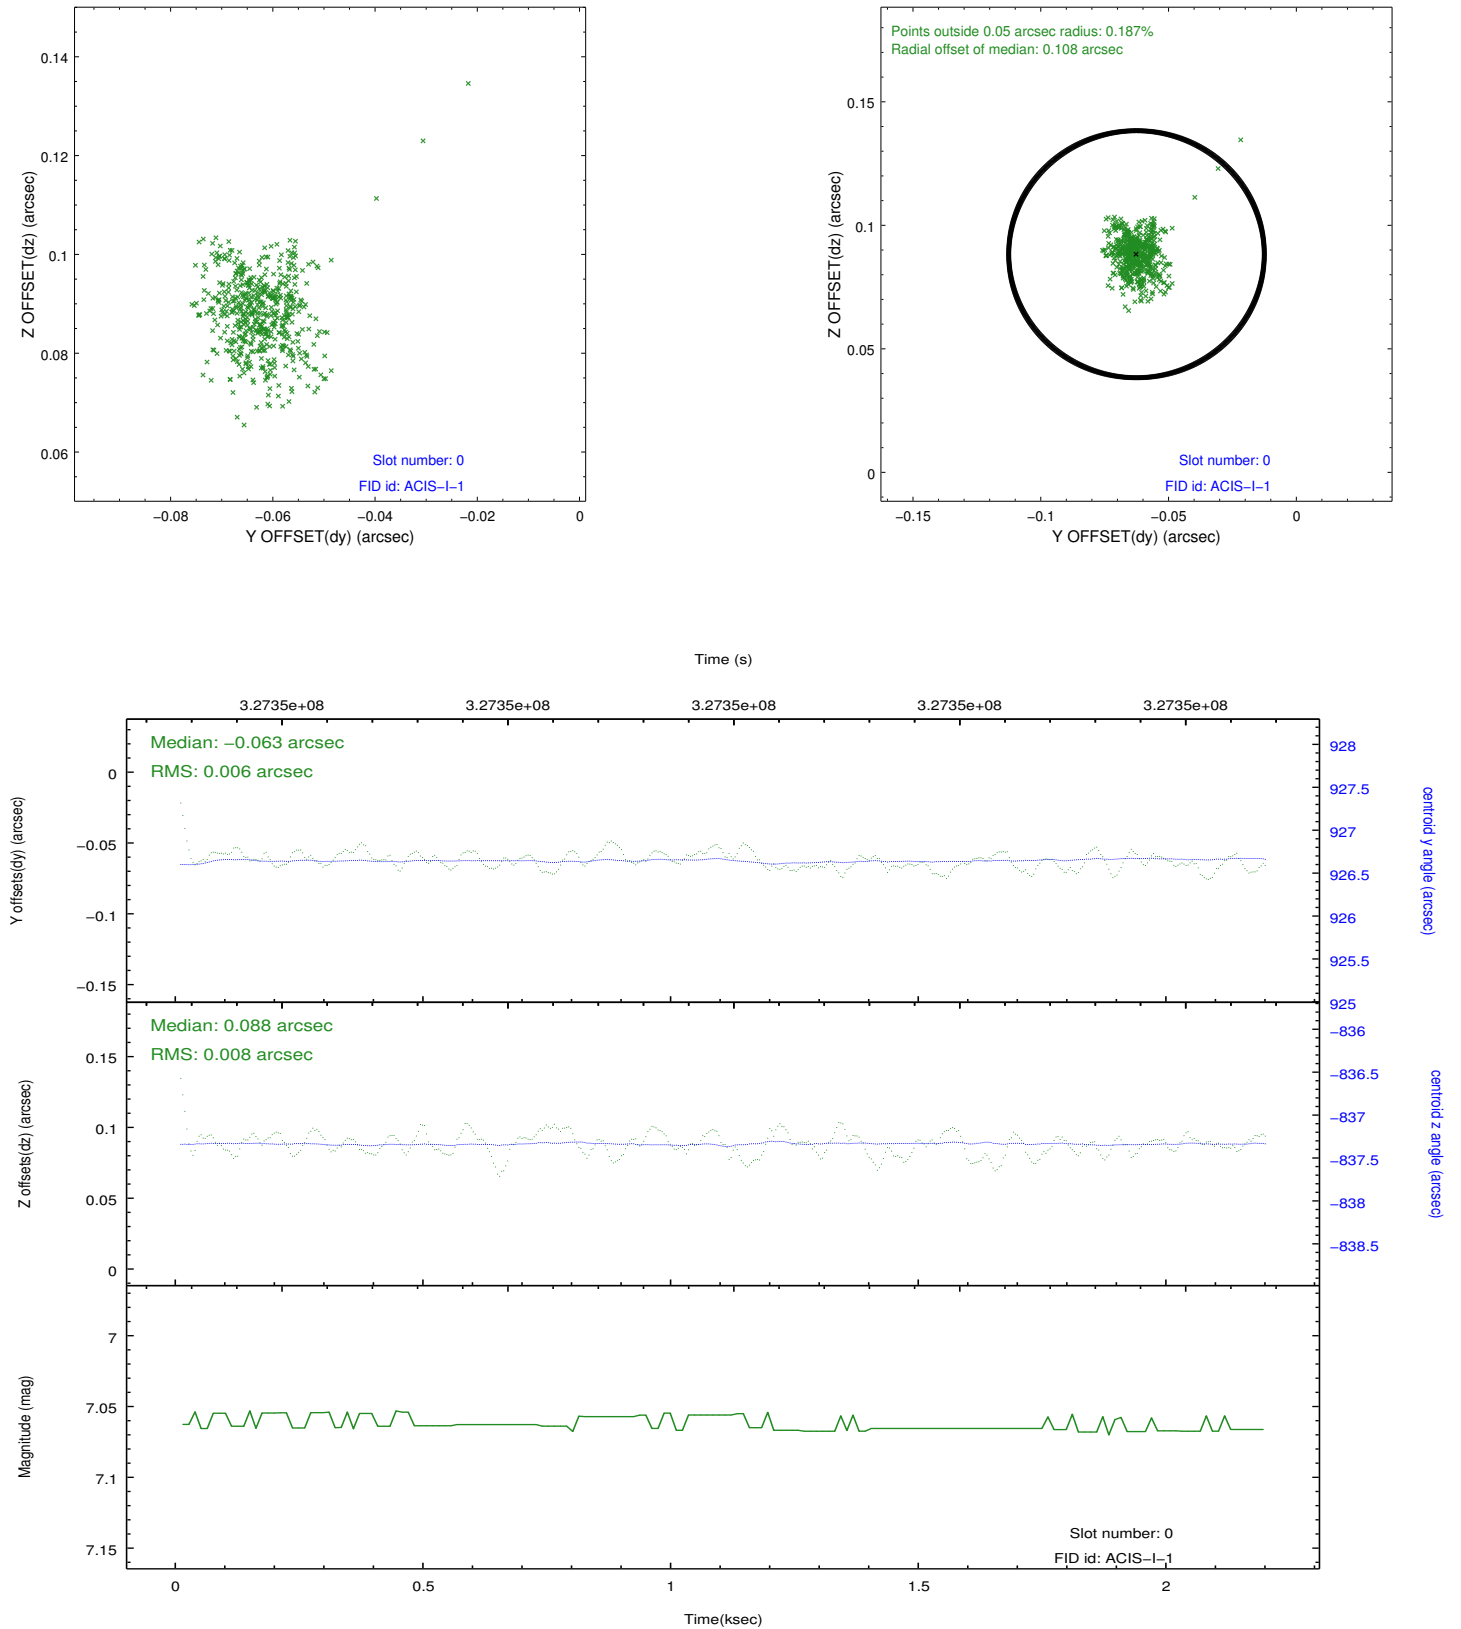 0.14
0.12
0.1
0.08
0.06
Z OFFSET(dz) (arcsec)
Slot number: 0
FID id: ACIS−I−1
−0.08
−0.06
−0.04
−0.02
0
Y OFFSET(dy) (arcsec)
Points outside 0.05 arcsec radius: 0.187%
Radial offset of median: 0.108 arcsec
0.15
0.1
0.05
0
Z OFFSET(dz) (arcsec)
Slot number: 0
FID id: ACIS−I−1
−0.15
−0.1
−0.05
0
Y OFFSET(dy) (arcsec)
Time (s)
3.2735e+08
3.2735e+08
3.2735e+08
3.2735e+08
3.2735e+08
Median: −0.063 arcsec
RMS: 0.006 arcsec
0
−0.05
−0.1
−0.15
Y offsets(dy) (arcsec)
928
927.5
927
926.5
926
925.5
925
centroid y angle (arcsec)
Median: 0.088 arcsec
RMS: 0.008 arcsec
0.15
0.1
0.05
0
Z offsets(dz) (arcsec)
−836
−836.5
−837
−837.5
−838
−838.5
centroid z angle (arcsec)
7
7.05
7.1
7.15
Magnitude (mag)
Slot number: 0
FID id: ACIS−I−1
0
0.5
1
1.5
2
Time(ksec)